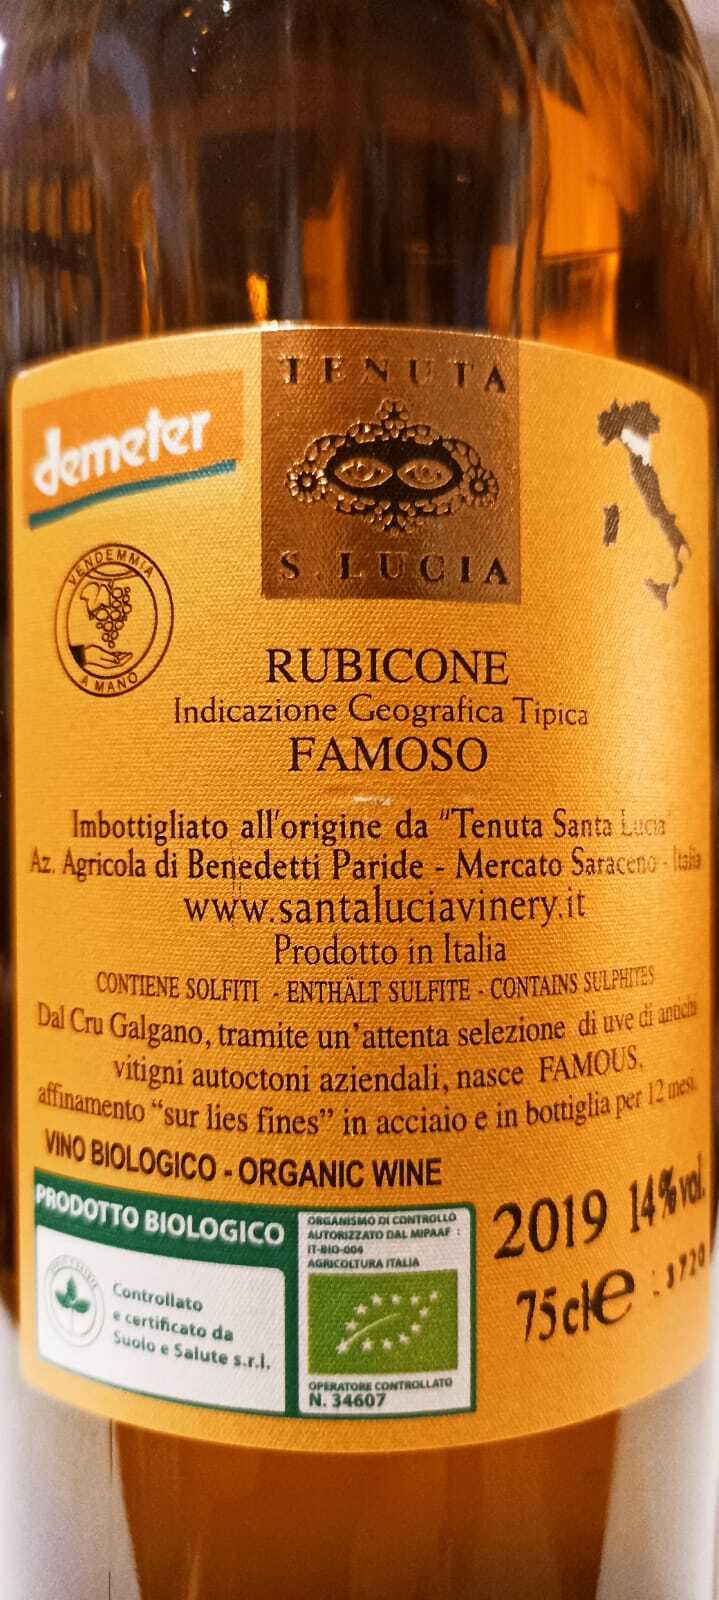 TENUTA
S. LUCIA
demeter
VENDEMMIA
A MANO
RUBICONE
Indicazione Geografica Tipica
FAMOSO
Imbottigliato all'origine da "Tenuta Santa Lucia"
Az. Agricola di Benedetti Paride - Mercato Saraceno - Italia
www.santaluciavinery.it
Prodotto in Italia
CONTIENE SOLFITI - ENTHÄLT SULFITE - CONTAINS SULPHITES
Dal Cru Galgano, tramite un'attenta selezione di uve di antichi
vitigni autoctoni aziendali, nasce FAMOUS,
affinamento "sur lies fines" in acciaio e in bottiglia per 12 mesi.
VINO BIOLOGICO - ORGANIC WINE
PRODOTTO BIOLOGICO
Controllato
e certificato da
Suolo e Salute s.r.l.
ORGANISMO DI CONTROLLO
AUTORIZZATO DAL MIPAAF :
IT-BIO-004
AGRICOLTURA ITALIA
OPERATORE CONTROLLATO
N. 34607
2019 14%vol.
75cl e